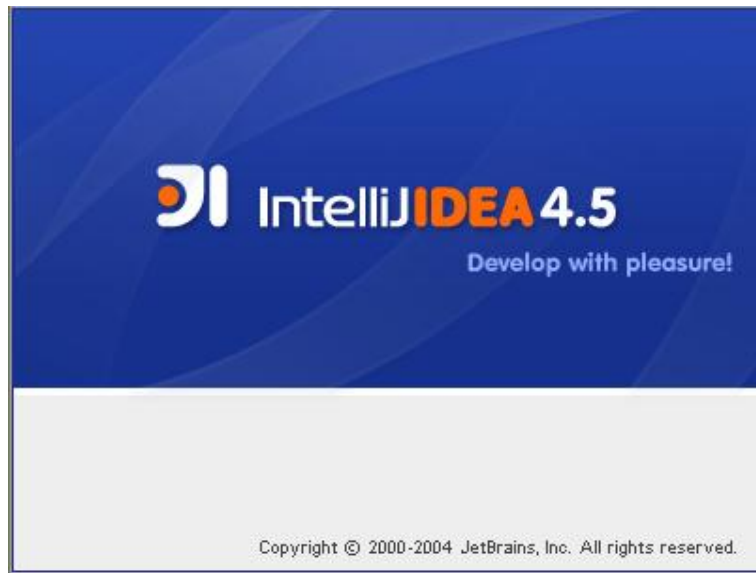 IntelliJIDEA 4.5
Develop with pleasure!
Copyright © 2000-2004 JetBrains, Inc. All rights reserved.